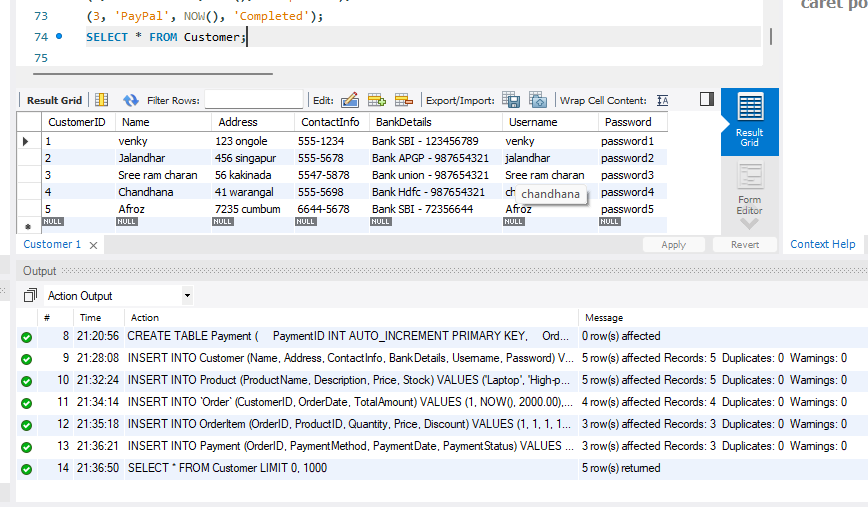 caret po
73 (3, 'PayPal', NOW(), 'Completed');
74 SELECT * FROM Customer;
75
Result Grid Filter Rows: Edit: Export/Import: Wrap Cell Content:
CustomerID Name Address ContactInfo BankDetails Username Password
1 venky 123 ongole 555-1234 Bank SBI - 123456789 venky password1
2 Jalandhar 456 singapur 555-5678 Bank APGP - 987654321 jalandhar password2
3 Sree ram charan 56 kakinada 5547-5878 Bank union - 987654321 Sree ram charan password3
4 Chandhana 41 warangal 555-5698 Bank Hdfc - 987654321 ch chandhana password4
5 Afroz 7235 cumbum 6644-5678 Bank SBI - 72356644 Afroz password5
NULL NULL NULL NULL NULL NULL NULL
Result
Grid
Form
Editor
Customer 1 Apply Revert Context Help
Output
Action Output
# Time Action Message
8 21:20:56 CREATE TABLE Payment ( PaymentID INT AUTO_INCREMENT PRIMARY KEY, Ord... 0 row(s) affected
9 21:28:08 INSERT INTO Customer (Name, Address, ContactInfo, BankDetails, Username, Password) V... 5 row(s) affected Records: 5 Duplicates: 0 Warnings: 0
10 21:32:24 INSERT INTO Product (ProductName, Description, Price, Stock) VALUES ('Laptop', 'High-p... 5 row(s) affected Records: 5 Duplicates: 0 Warnings: 0
11 21:34:14 INSERT INTO `Order` (CustomerID, OrderDate, TotalAmount) VALUES (1, NOW(), 2000.00),... 4 row(s) affected Records: 4 Duplicates: 0 Warnings: 0
12 21:35:18 INSERT INTO OrderItem (OrderID, ProductID, Quantity, Price, Discount) VALUES (1, 1, 1, 1... 3 row(s) affected Records: 3 Duplicates: 0 Warnings: 0
13 21:36:21 INSERT INTO Payment (OrderID, PaymentMethod, PaymentDate, PaymentStatus) VALUES ... 3 row(s) affected Records: 3 Duplicates: 0 Warnings: 0
14 21:36:50 SELECT * FROM Customer LIMIT 0, 1000 5 row(s) returned